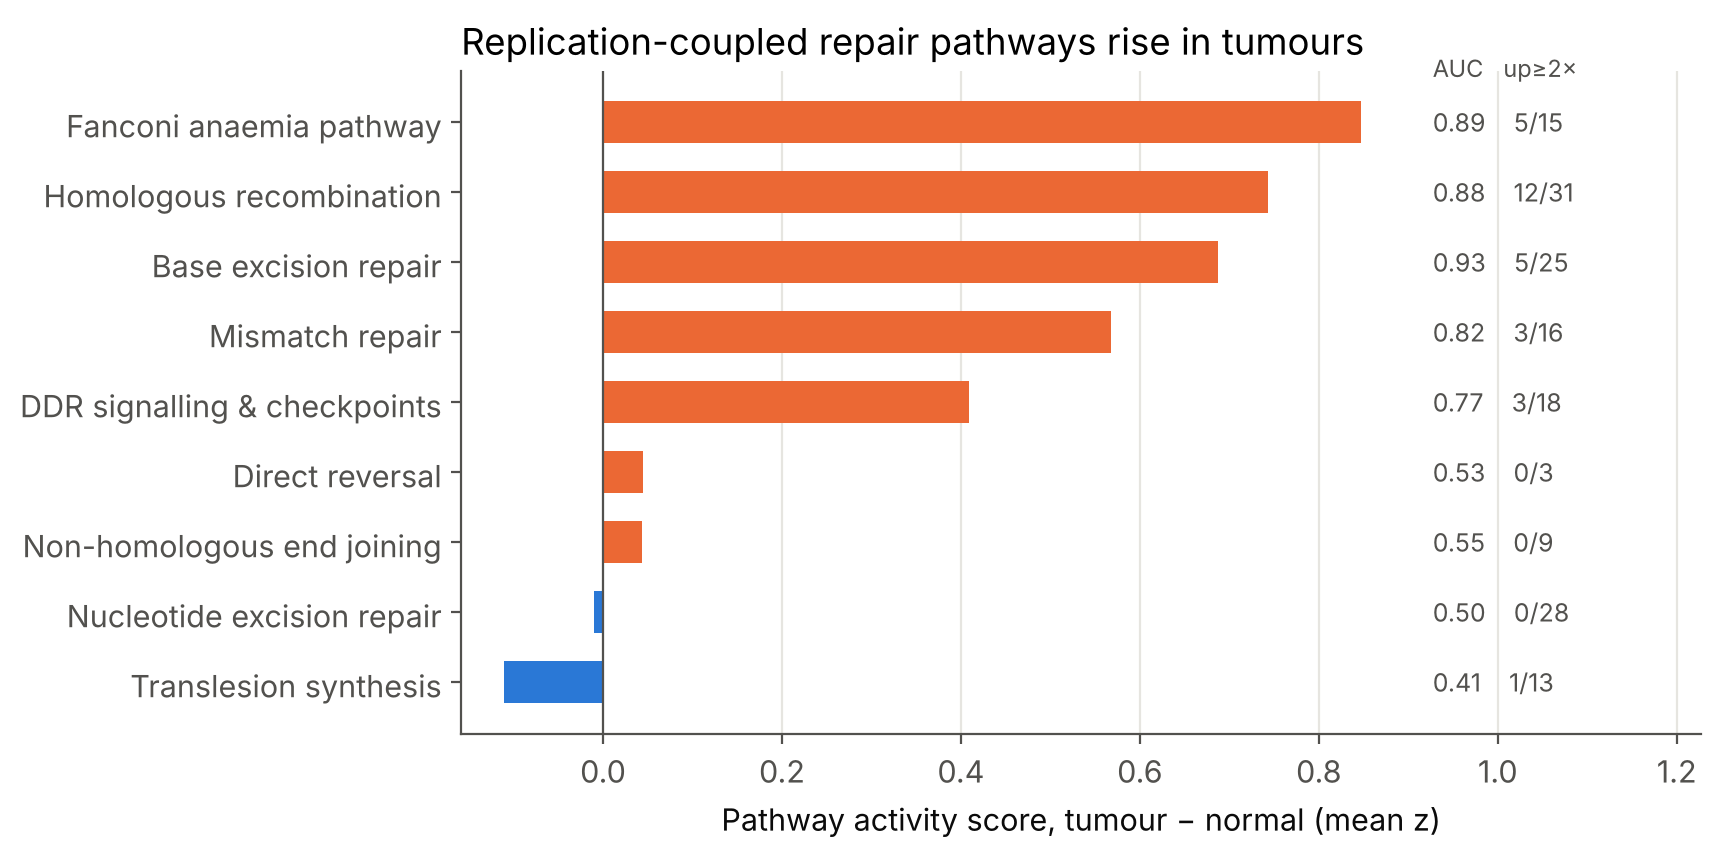 Replication-coupled repair pathways rise in tumours
AUC up≥2×
Fanconi anaemia pathway 0.89 5/15
Homologous recombination 0.88 12/31
Base excision repair 0.93 5/25
Mismatch repair 0.82 3/16
DDR signalling & checkpoints 0.77 3/18
Direct reversal 0.53 0/3
Non-homologous end joining 0.55 0/9
Nucleotide excision repair 0.50 0/28
Translesion synthesis 0.41 1/13
0.0 0.2 0.4 0.6 0.8 1.0 1.2
Pathway activity score, tumour − normal (mean z)